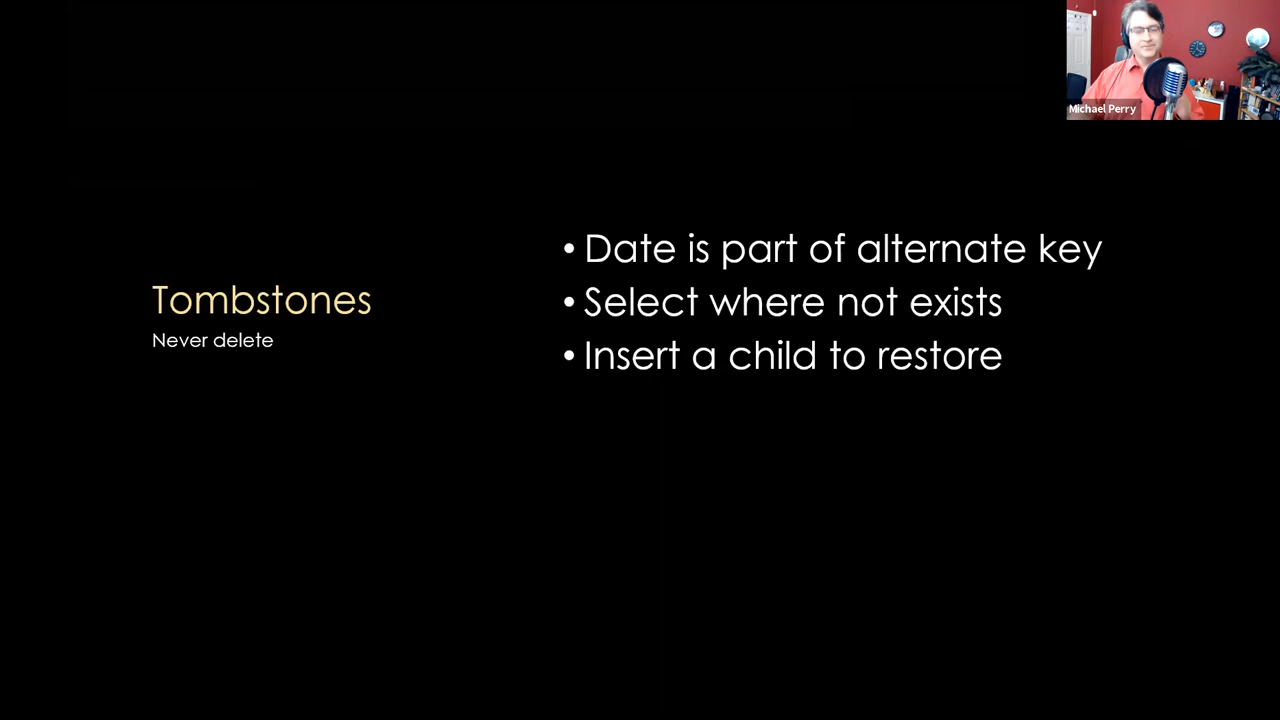 Michael Perry
Tombstones
Never delete
• Date is part of alternate key
• Select where not exists
• Insert a child to restore